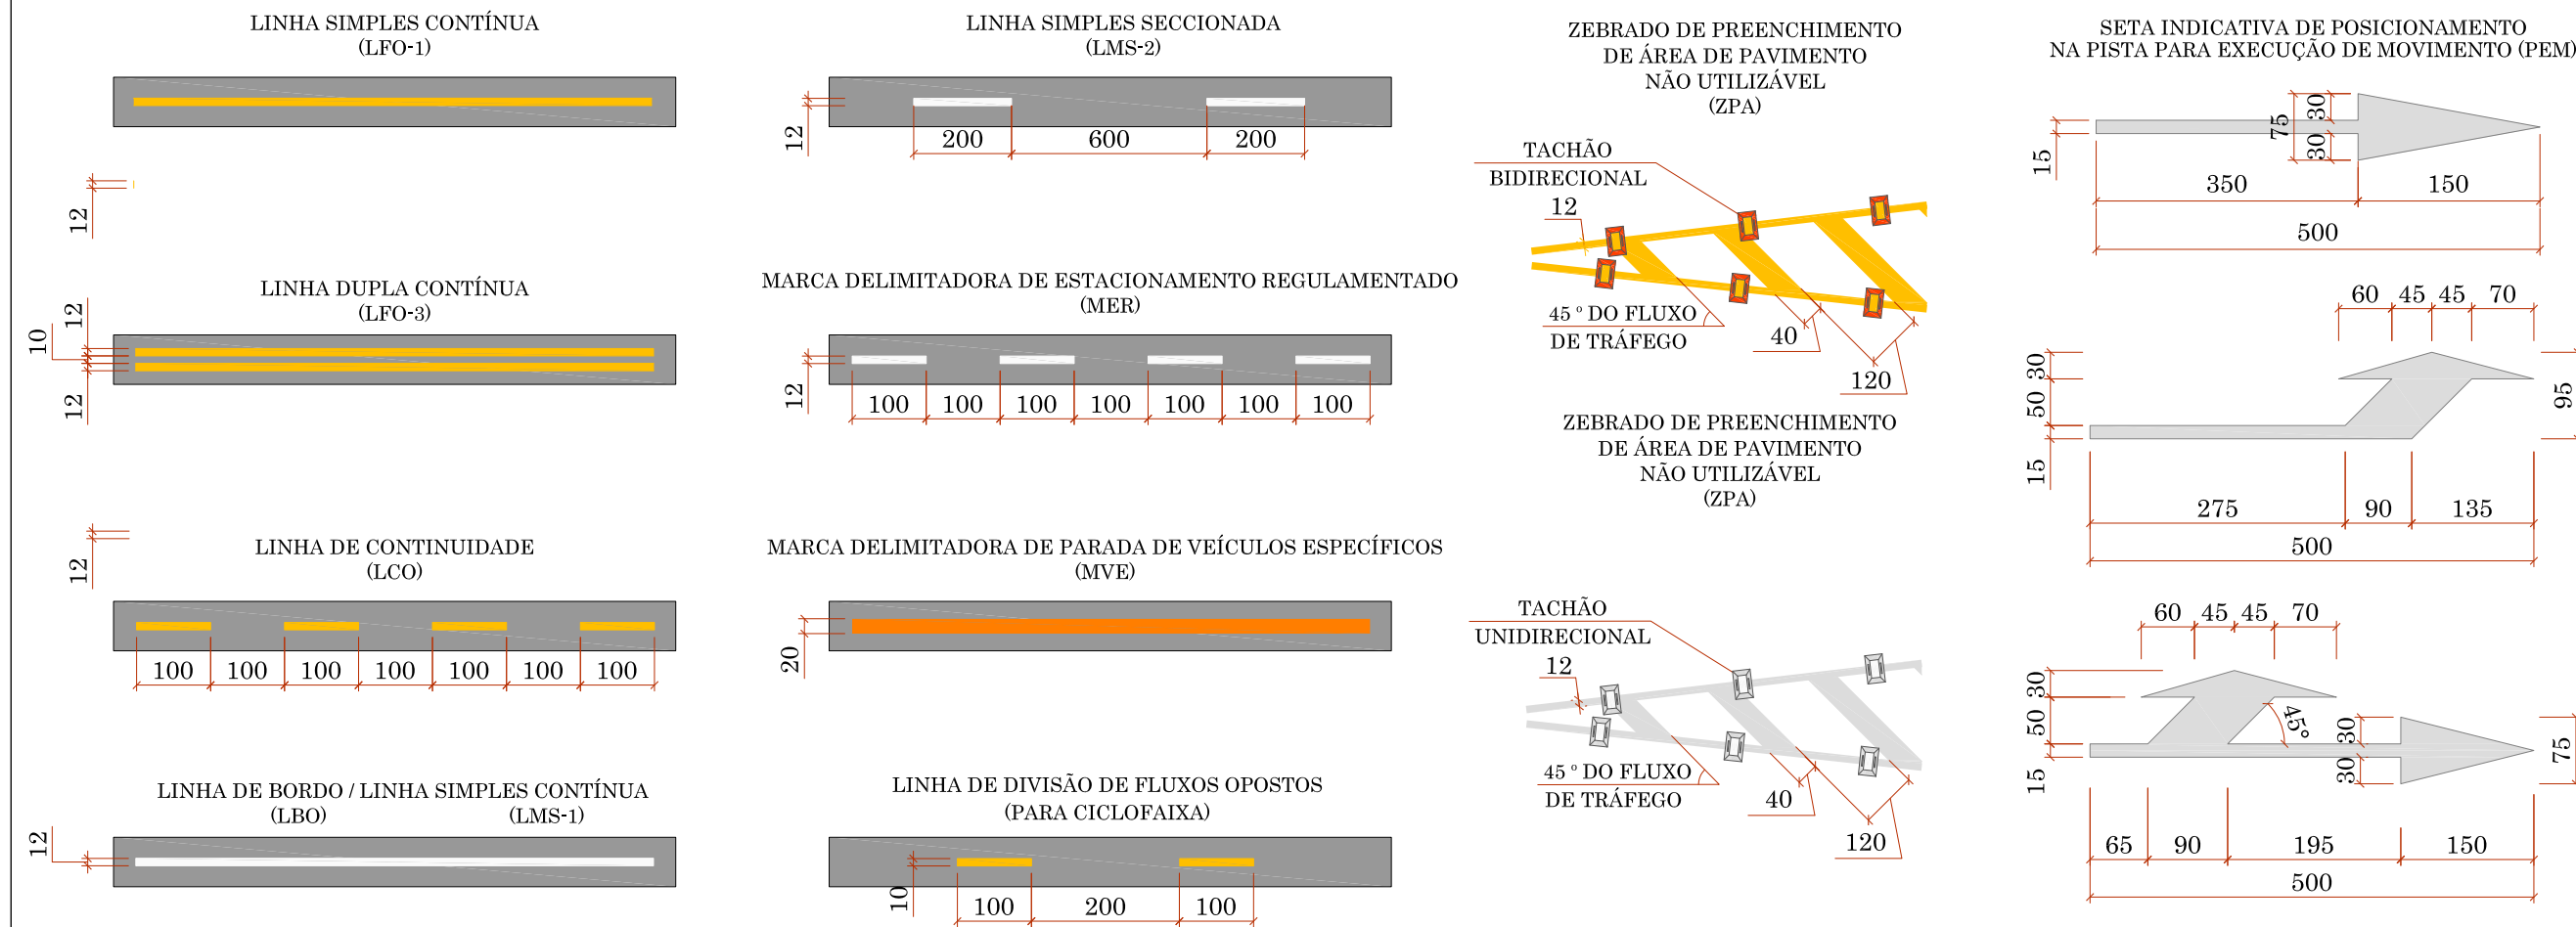 LINHA SIMPLES CONTÍNUA
(LFO-1)
12
LINHA DUPLA CONTÍNUA
(LFO-3)
12
10
12
LINHA DE CONTINUIDADE
(LCO)
12
100 100 100 100 100 100 100
LINHA DE BORDO / LINHA SIMPLES CONTÍNUA
(LBO) (LMS-1)
12
LINHA SIMPLES SECCIONADA
(LMS-2)
12
200 600 200
MARCA DELIMITADORA DE ESTACIONAMENTO REGULAMENTADO
(MER)
12
100 100 100 100 100 100 100
MARCA DELIMITADORA DE PARADA DE VEÍCULOS ESPECÍFICOS
(MVE)
20
LINHA DE DIVISÃO DE FLUXOS OPOSTOS
(PARA CICLOFAIXA)
10
100 200 100
ZEBRADO DE PREENCHIMENTO
DE ÁREA DE PAVIMENTO
NÃO UTILIZÁVEL
(ZPA)
TACHÃO
BIDIRECIONAL
12
45 º DO FLUXO
DE TRÁFEGO
40
120
ZEBRADO DE PREENCHIMENTO
DE ÁREA DE PAVIMENTO
NÃO UTILIZÁVEL
(ZPA)
TACHÃO
UNIDIRECIONAL
12
45 º DO FLUXO
DE TRÁFEGO
40
120
SETA INDICATIVA DE POSICIONAMENTO
NA PISTA PARA EXECUÇÃO DE MOVIMENTO (PEM)
15
75
30
30
350 150
500
60 45 45 70
30
50
15
95
275 90 135
500
60 45 45 70
30
50
15
45°
30
30
75
65 90 195 150
500